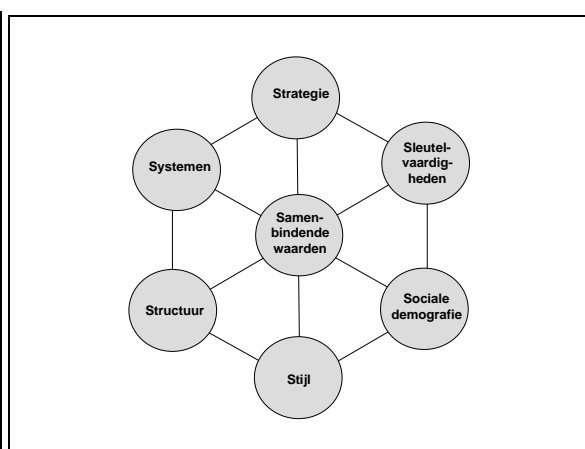 Strategie
Sleutel-
vaardig-
heden
Systemen
Samen-
bindende
waarden
Sociale
demografie
Structuur
Stijl